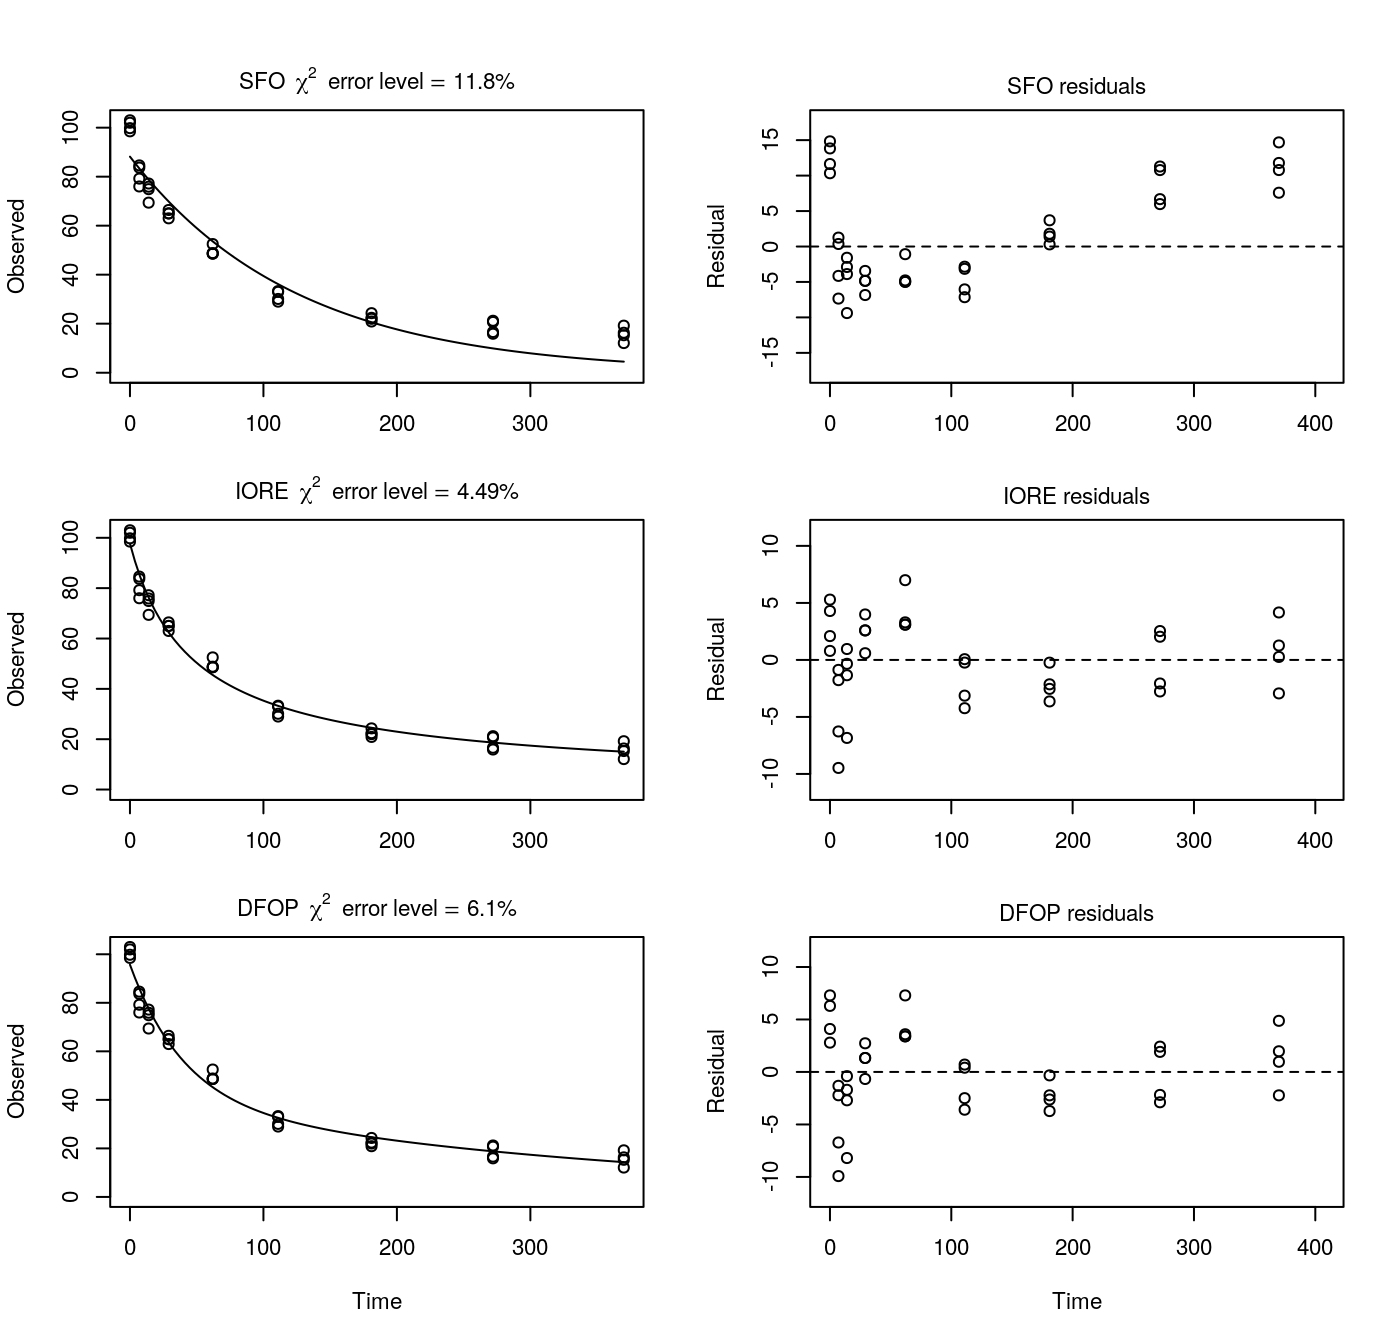 SFO χ2 error level = 11.8%
Observed
100
80
60
40
20
0
0 100 200 300
SFO residuals
Residual
15
5
0
-5
-15
0 100 200 300 400
IORE χ2 error level = 4.49%
Observed
100
80
60
40
20
0
0 100 200 300
IORE residuals
Residual
10
5
0
-5
-10
0 100 200 300 400
DFOP χ2 error level = 6.1%
Observed
80
60
40
20
0
0 100 200 300
Time
DFOP residuals
Residual
10
5
0
-5
-10
0 100 200 300 400
Time